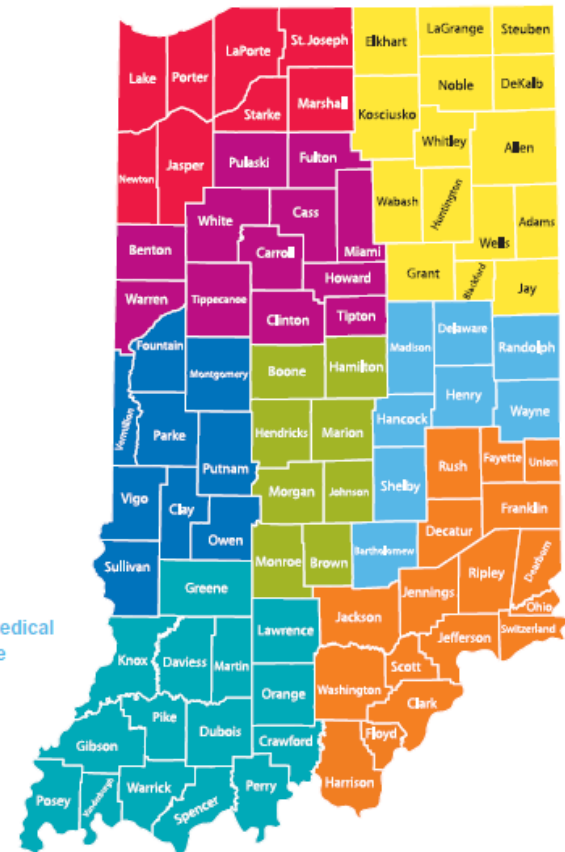 LaGrange
Steuben
St. Joseph
Elkhart
LaPorte
Lake
Porter
Noble
DeKalb
Marshall
Starke
Kosciusko
Whitley
Allen
Fulton
Pulaski
Jasper
Newton
Wabash
Huntington
Cass
White
Adams
Wells
Carroll
Miami
Benton
Grant
Blackford
Jay
Howard
Warren
Tippecanoe
Clinton
Tipton
Delaware
Fountain
Madison
Randolph
Boone
Hamilton
Montgomery
Henry
Hancock
Wayne
Vermillion
Parke
Hendricks
Marion
Putnam
Rush
Fayette
Union
Shelby
Morgan
Johnson
Vigo
Clay
Franklin
Decatur
Owen
Bartholomew
Monroe
Brown
Dearborn
Sullivan
Ripley
Greene
Jennings
Ohio
Jackson
Lawrence
Switzerland
Jefferson
edical
e
Knox
Daviess
Martin
Scott
Washington
Orange
Clark
Pike
Dubois
Floyd
Crawford
Gibson
Harrison
Perry
Warrick
Posey
Vanderburgh
Spencer